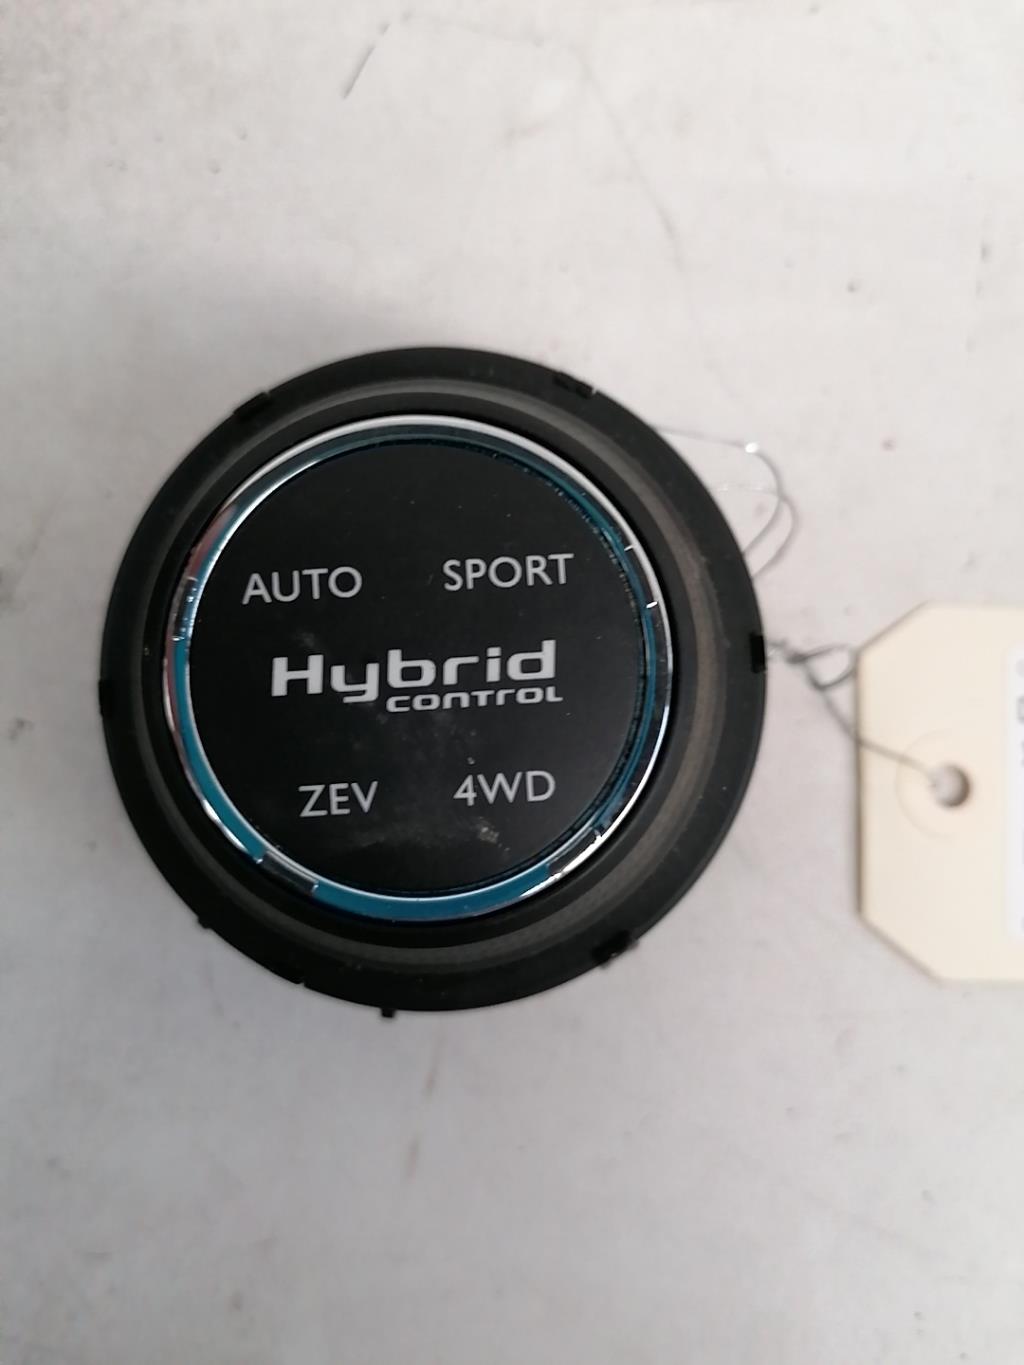 AUTO SPORT
Hybrid
CONTROL
ZEV 4WD